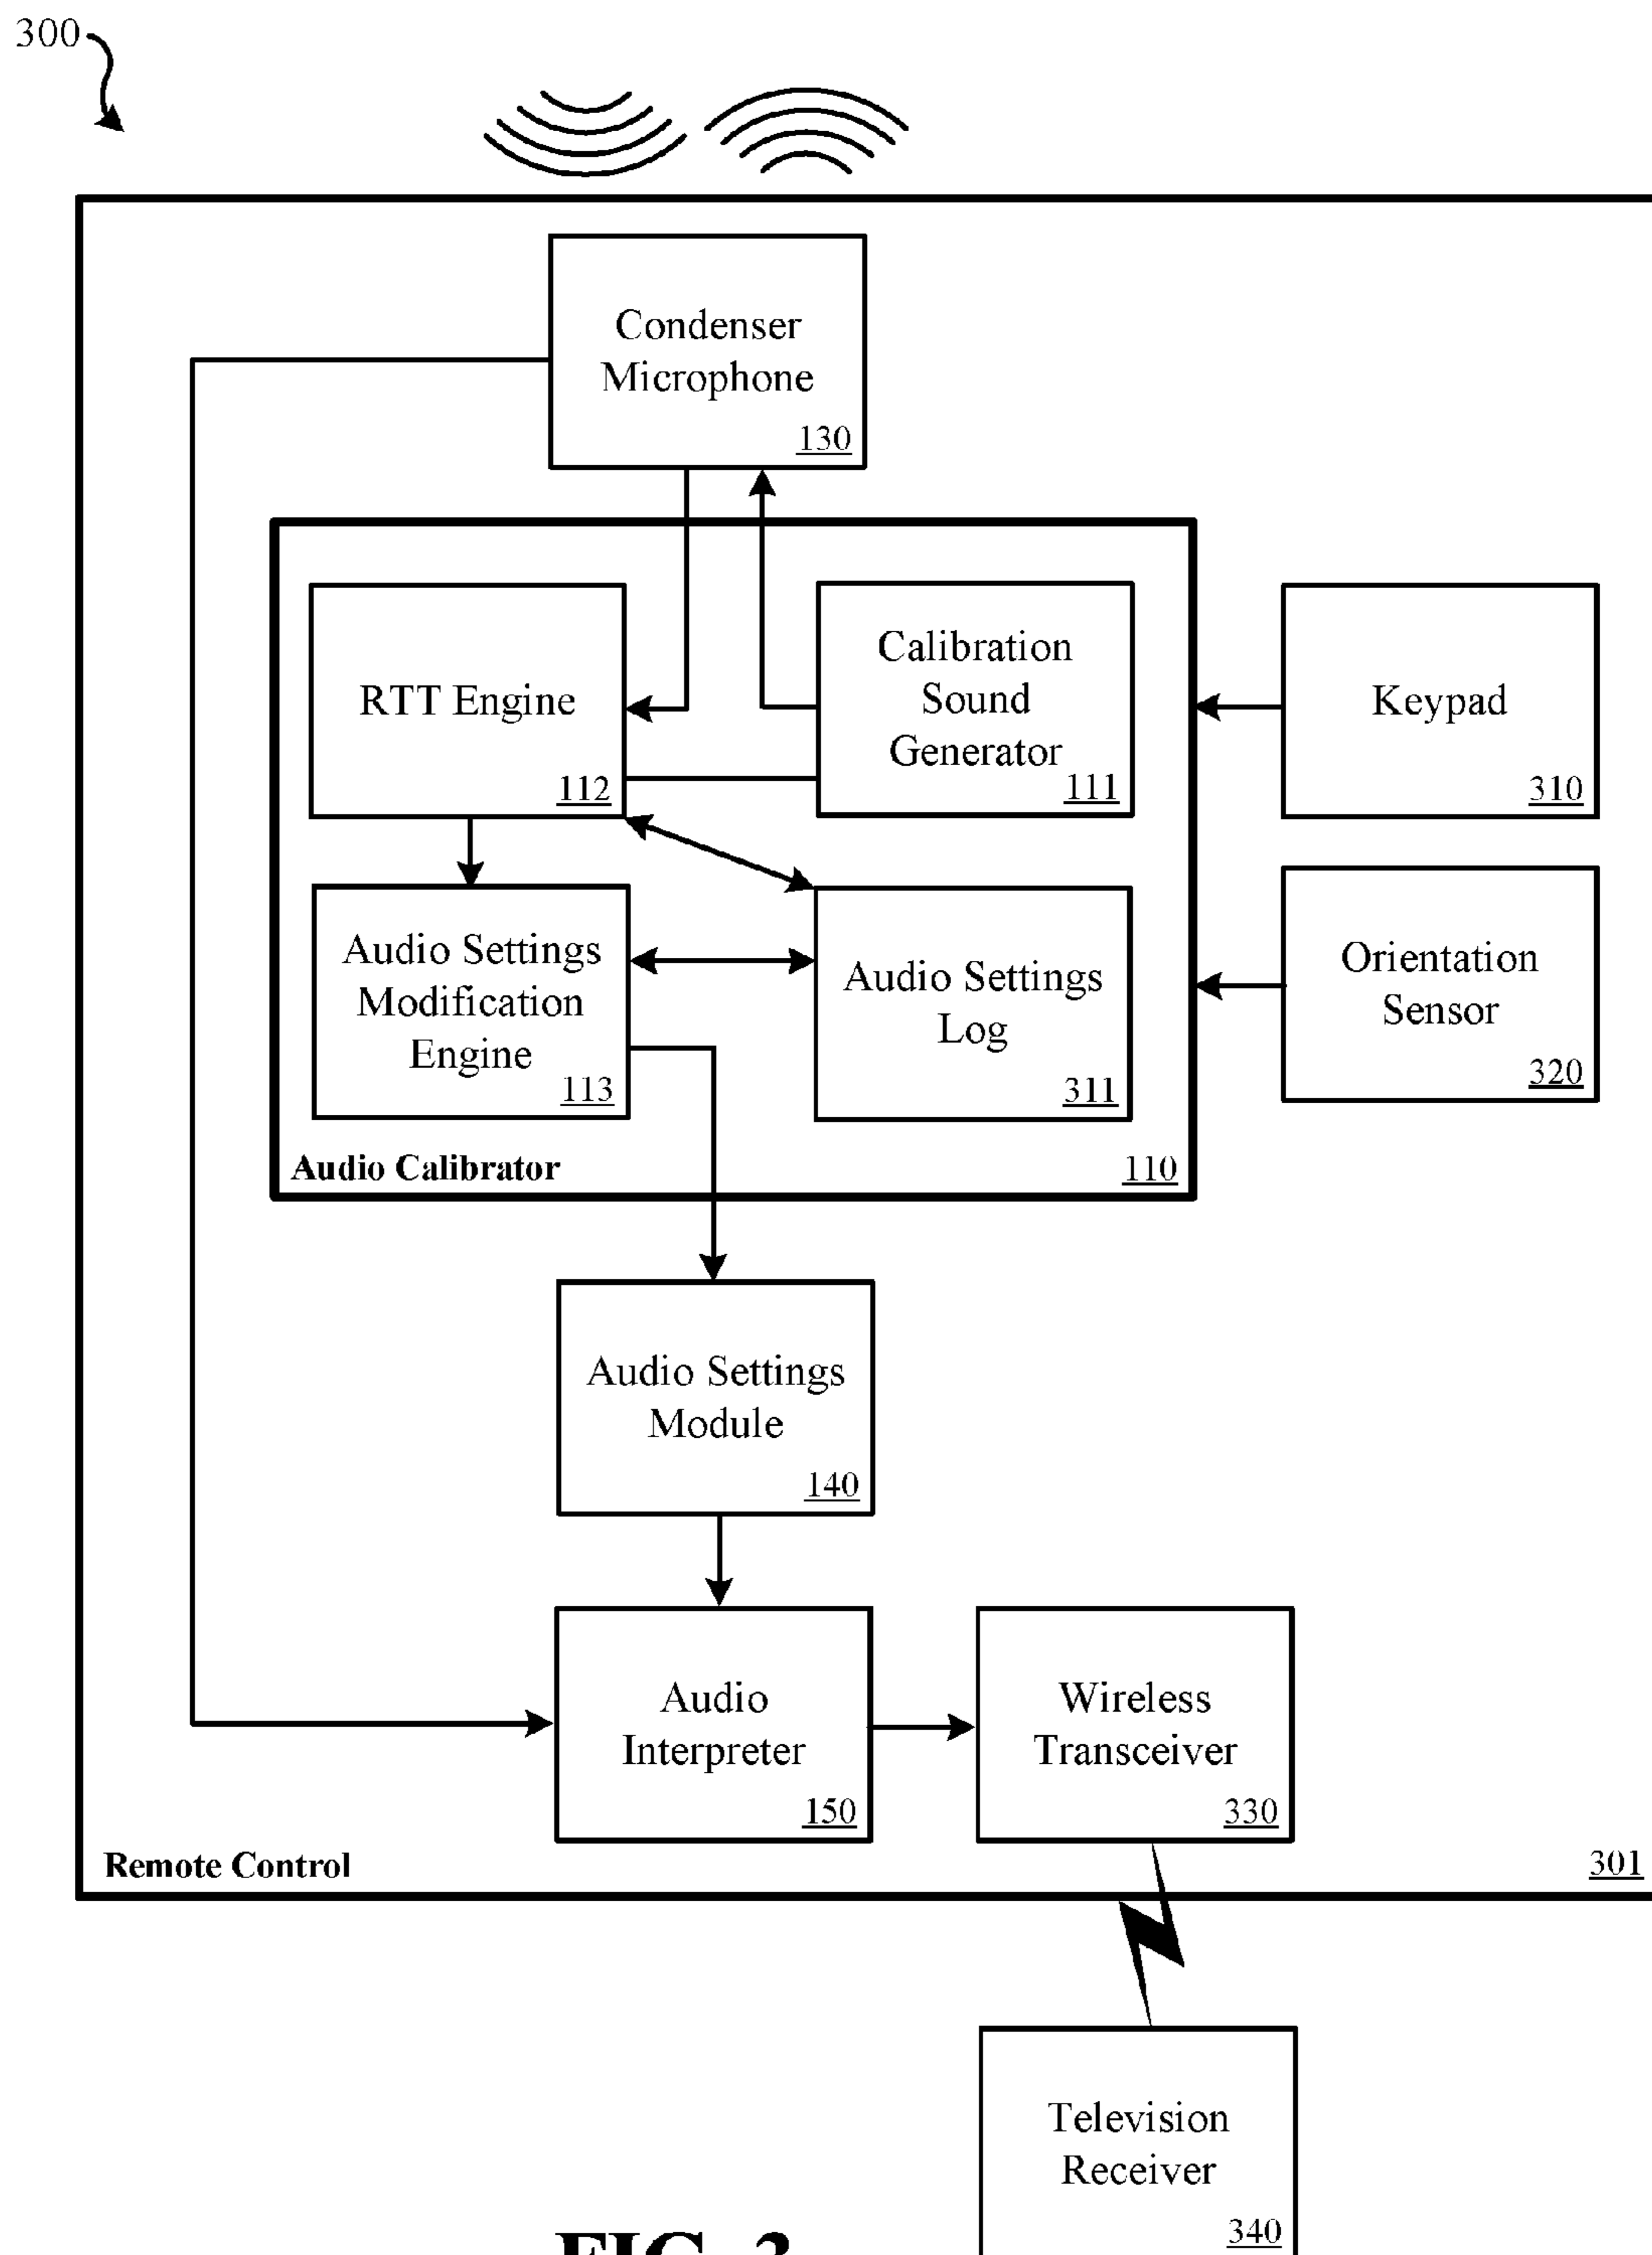 300
Condenser
Microphone
130
RTT Engine
112
Calibration
Sound
Generator
111
Keypad
310
Audio Settings
Modification
Engine
113
Audio Settings
Log
311
Orientation
Sensor
320
Audio Calibrator
110
Audio Settings
Module
140
Audio
Interpreter
150
Wireless
Transceiver
330
Remote Control
301
Television
Receiver
340
FIG. 3